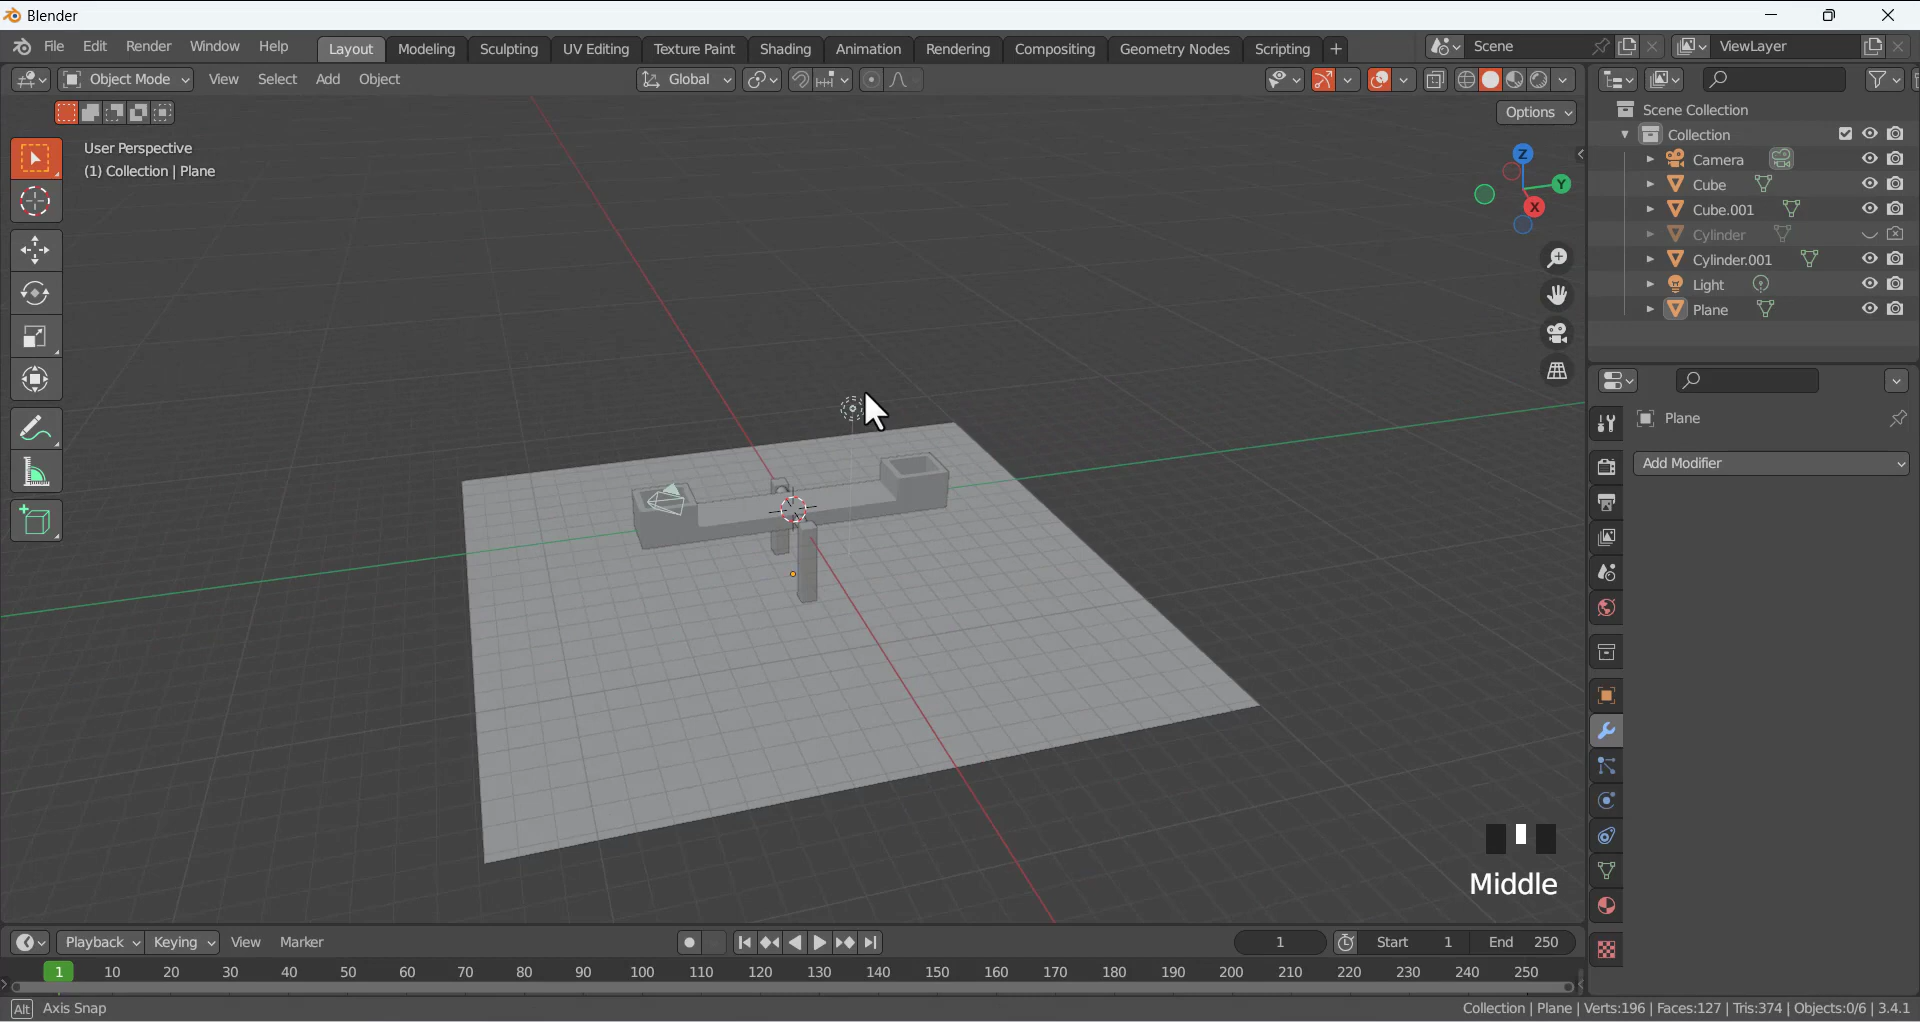 Blender
File Edit Render Window Help Layout Modeling Sculpting UV Editing Texture Paint Shading Animation Rendering Compositing Geometry Nodes Scripting + Scene ViewLayer
Object Mode View Select Add Object Global
Options
User Perspective
(1) Collection | Plane
Z
Y
X
Scene Collection
Collection
Camera
Cube
Cube.001
Cylinder
Cylinder.001
Light
Plane
Plane
Add Modifier
Middle
Playback Keying View Marker 1 Start 1 End 250
1 10 20 30 40 50 60 70 80 90 100 110 120 130 140 150 160 170 180 190 200 210 220 230 240 250
Alt Axis Snap Collection | Plane | Verts:196 | Faces:127 | Tris:374 | Objects:0/6 | 3.4.1